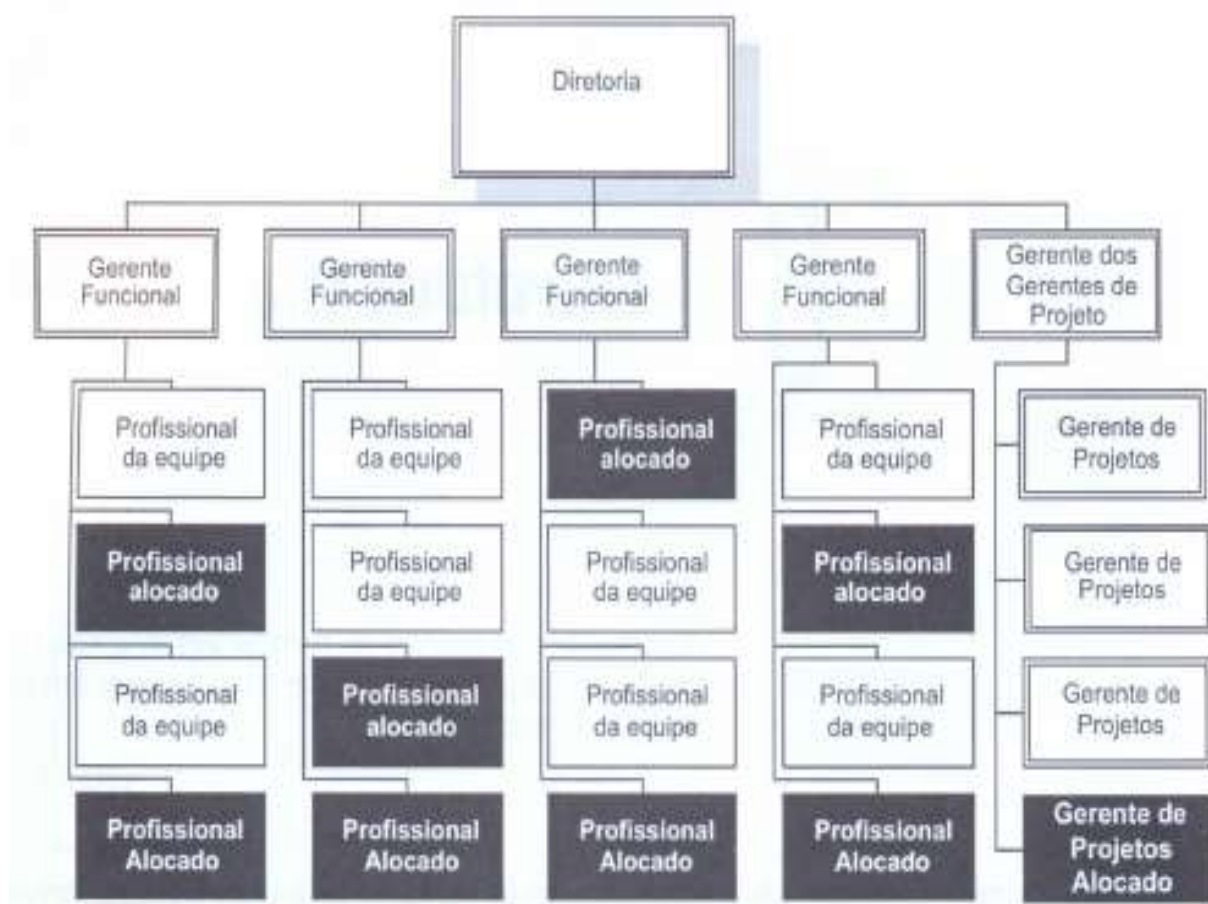 Diretoria
Gerente
Funcional
Gerente
Funcional
Gerente
Funcional
Gerente
Funcional
Gerente dos
Gerentes de
Projeto
Profissional
da equipe
Profissional
da equipe
Profissional
alocado
Profissional
da equipe
Gerente de
Projetos
Profissional
alocado
Profissional
da equipe
Profissional
da equipe
Profissional
alocado
Gerente de
Projetos
Profissional
da equipe
Profissional
alocado
Profissional
da equipe
Profissional
da equipe
Gerente de
Projetos
Profissional
Alocado
Profissional
Alocado
Profissional
Alocado
Profissional
Alocado
Gerente de
Projetos
Alocado